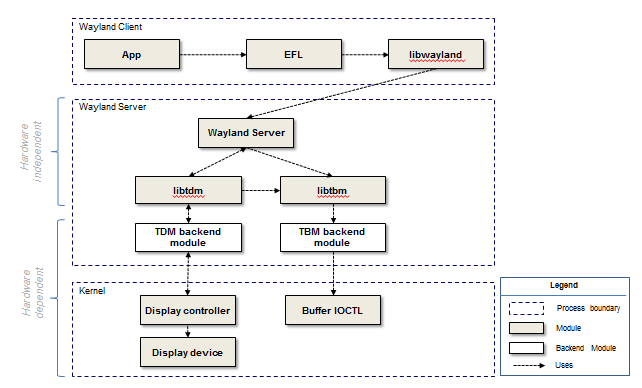 Wayland Client
App
EFL
libwayland
Wayland Server
Hardware
independent
Wayland Server
libtdm
libtbm
TDM backend
module
TBM backend
module
Hardware
dependent
Kernel
Display controller
Buffer IOCTL
Display device
Legend
Process boundary
Module
Backend Module
Uses